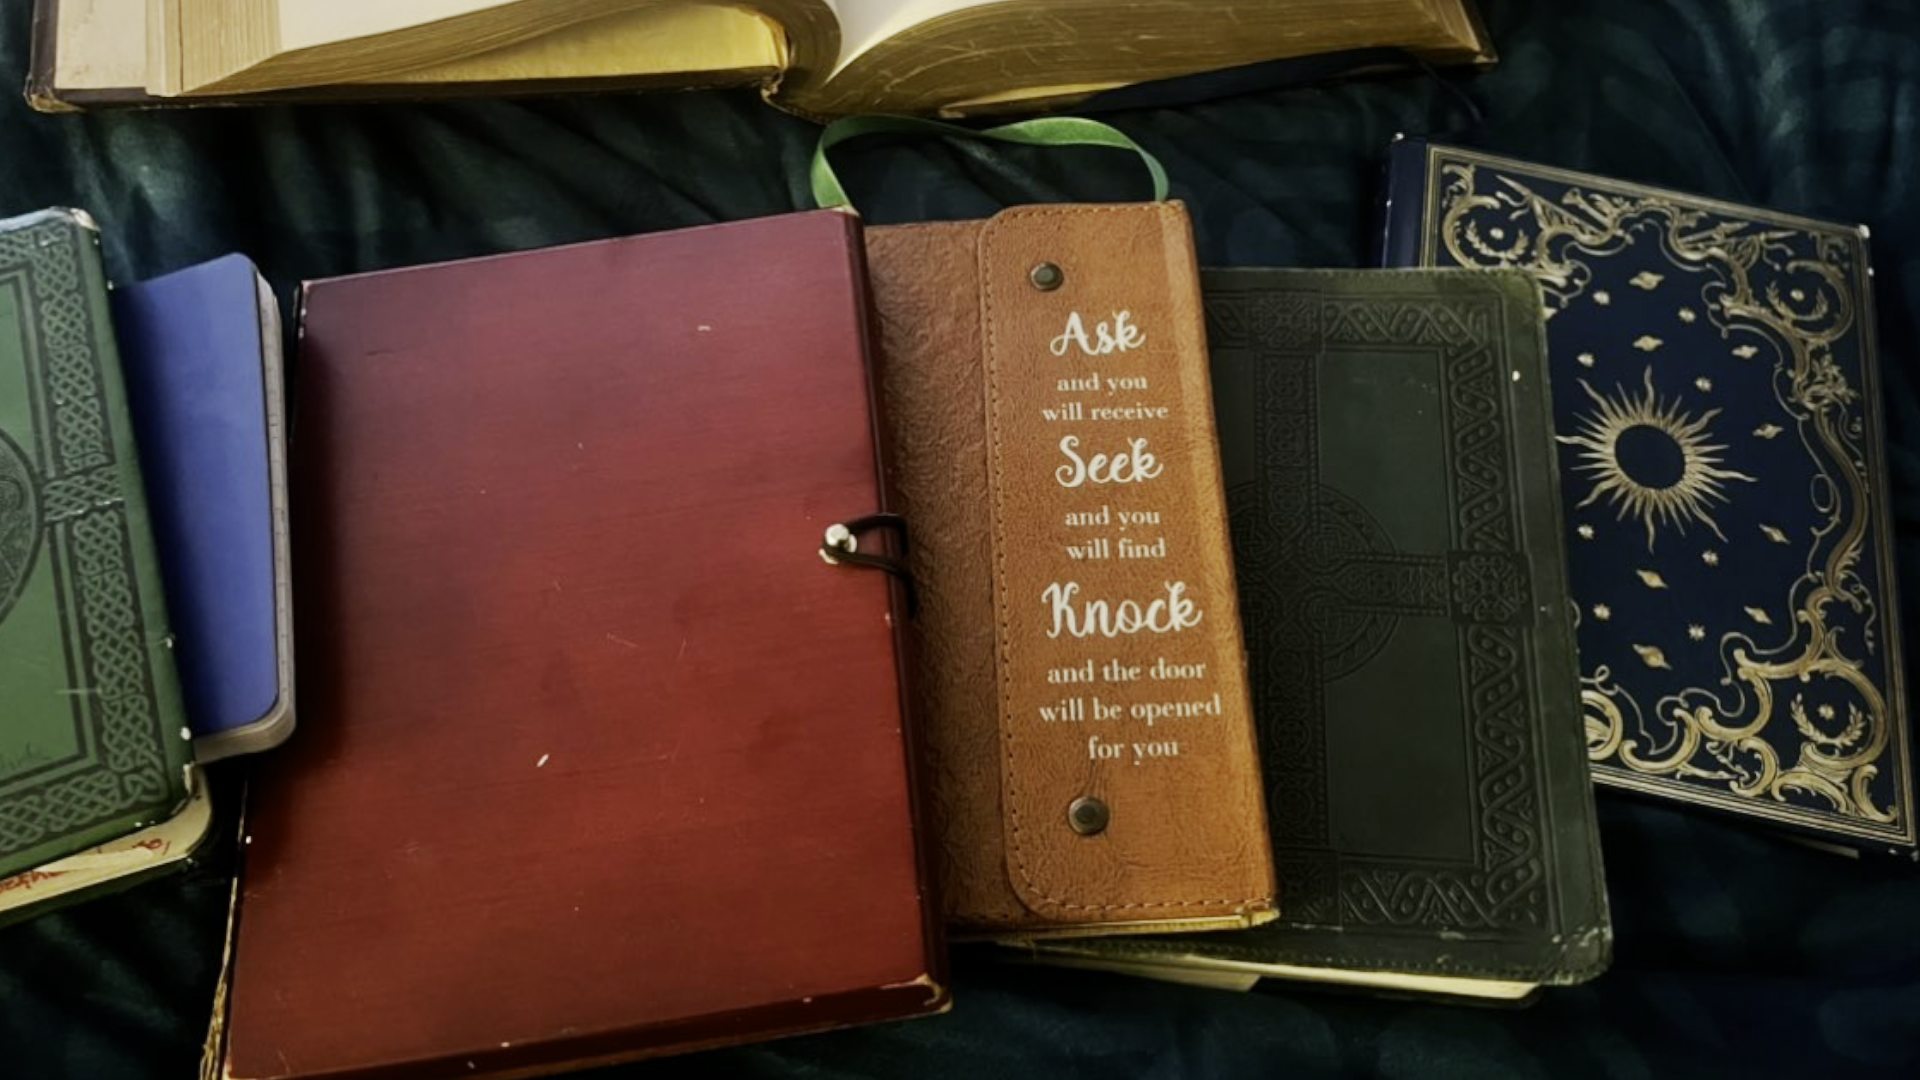 Ask
and you
will receive
Seek
and you
will find
Knock
and the door
will be opened
for you